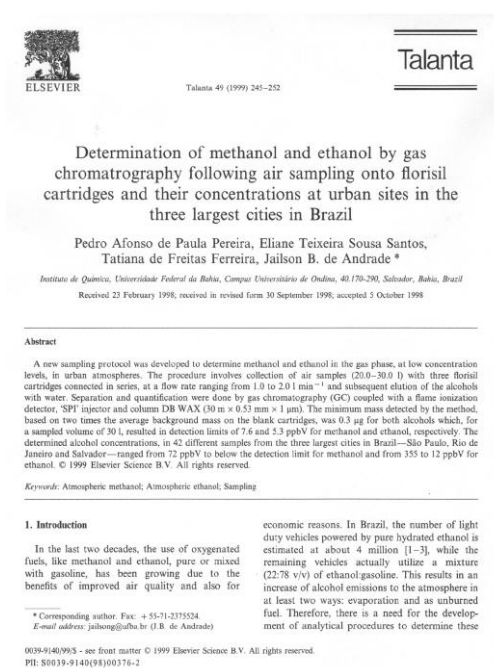 ELSEVIER
Talanta 49 (1999) 245–252
Talanta
Determination of methanol and ethanol by gas
chromatrography following air sampling onto florisil
cartridges and their concentrations at urban sites in the
three largest cities in Brazil
Pedro Afonso de Paula Pereira, Eliane Teixeira Sousa Santos,
Tatiana de Freitas Ferreira, Jailson B. de Andrade *
Instituto de Química, Universidade Federal da Bahia, Campus Universitário de Ondina, 40.170-290, Salvador, Bahia, Brazil
Received 23 February 1998; received in revised form 30 September 1998; accepted 5 October 1998
Abstract
A new sampling protocol was developed to determine methanol and ethanol in the gas phase, at low concentration
levels, in urban atmospheres. The procedure involves collection of air samples (20.0–30.0 l) with three florisil
cartridges connected in series, at a flow rate ranging from 1.0 to 2.0 l min⁻¹ and subsequent elution of the alcohols
with water. Separation and quantification were done by gas chromatography (GC) coupled with a flame ionization
detector, 'SPI' injector and column DB WAX (30 m × 0.53 mm × 1 μm). The minimum mass detected by the method,
based on two times the average background mass on the blank cartridges, was 0.3 μg for both alcohols which, for
a sampled volume of 30 l, resulted in detection limits of 7.6 and 5.3 ppbV for methanol and ethanol, respectively. The
determined alcohol concentrations, in 42 different samples from the three largest cities in Brazil—São Paulo, Rio de
Janeiro and Salvador—ranged from 72 ppbV to below the detection limit for methanol and from 355 to 12 ppbV for
ethanol. © 1999 Elsevier Science B.V. All rights reserved.
Keywords: Atmospheric methanol; Atmospheric ethanol; Sampling
1. Introduction
In the last two decades, the use of oxygenated
fuels, like methanol and ethanol, pure or mixed
with gasoline, has been growing due to the
benefits of improved air quality and also for
economic reasons. In Brazil, the number of light
duty vehicles powered by pure hydrated ethanol is
estimated at about 4 million [1–3], while the
remaining vehicles actually utilize a mixture
(22:78 v/v) of ethanol:gasoline. This results in an
increase of alcohol emissions to the atmosphere in
at least two ways: evaporation and as unburned
fuel. Therefore, there is a need for the develop-
ment of analytical procedures to determine these
* Corresponding author. Fax: + 55-71-2375524.
E-mail address: jailsong@ufba.br (J.B. de Andrade)
0039-9140/99/$ - see front matter © 1999 Elsevier Science B.V. All rights reserved.
PII: S0039-9140(98)00376-2